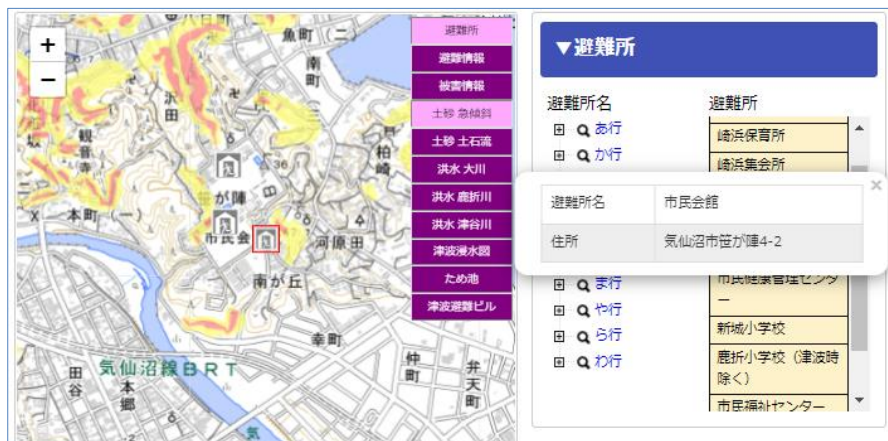 +
−
魚町(二)
南町
沢田
観音寺
柏崎
36
笹が陣
本町(一)
市民会
河原田
南が丘
幸町
気仙沼線BRT
田谷
本郷
仲町
弁天町
気
避難所
避難情報
被害情報
土砂 急傾斜
土砂 土石流
洪水 大川
洪水 鹿折川
洪水 津谷川
津波浸水図
ため池
津波避難ビル
▼避難所
避難所名
避難所
あ行
か行
崎浜保育所
崎浜集会所
×
避難所名 市民会館
住所 気仙沼市笹が陣4-2
ま行
や行
ら行
わ行
市民健康管理センタ
ー
新城小学校
鹿折小学校(津波時
除く)
市民福祉センター